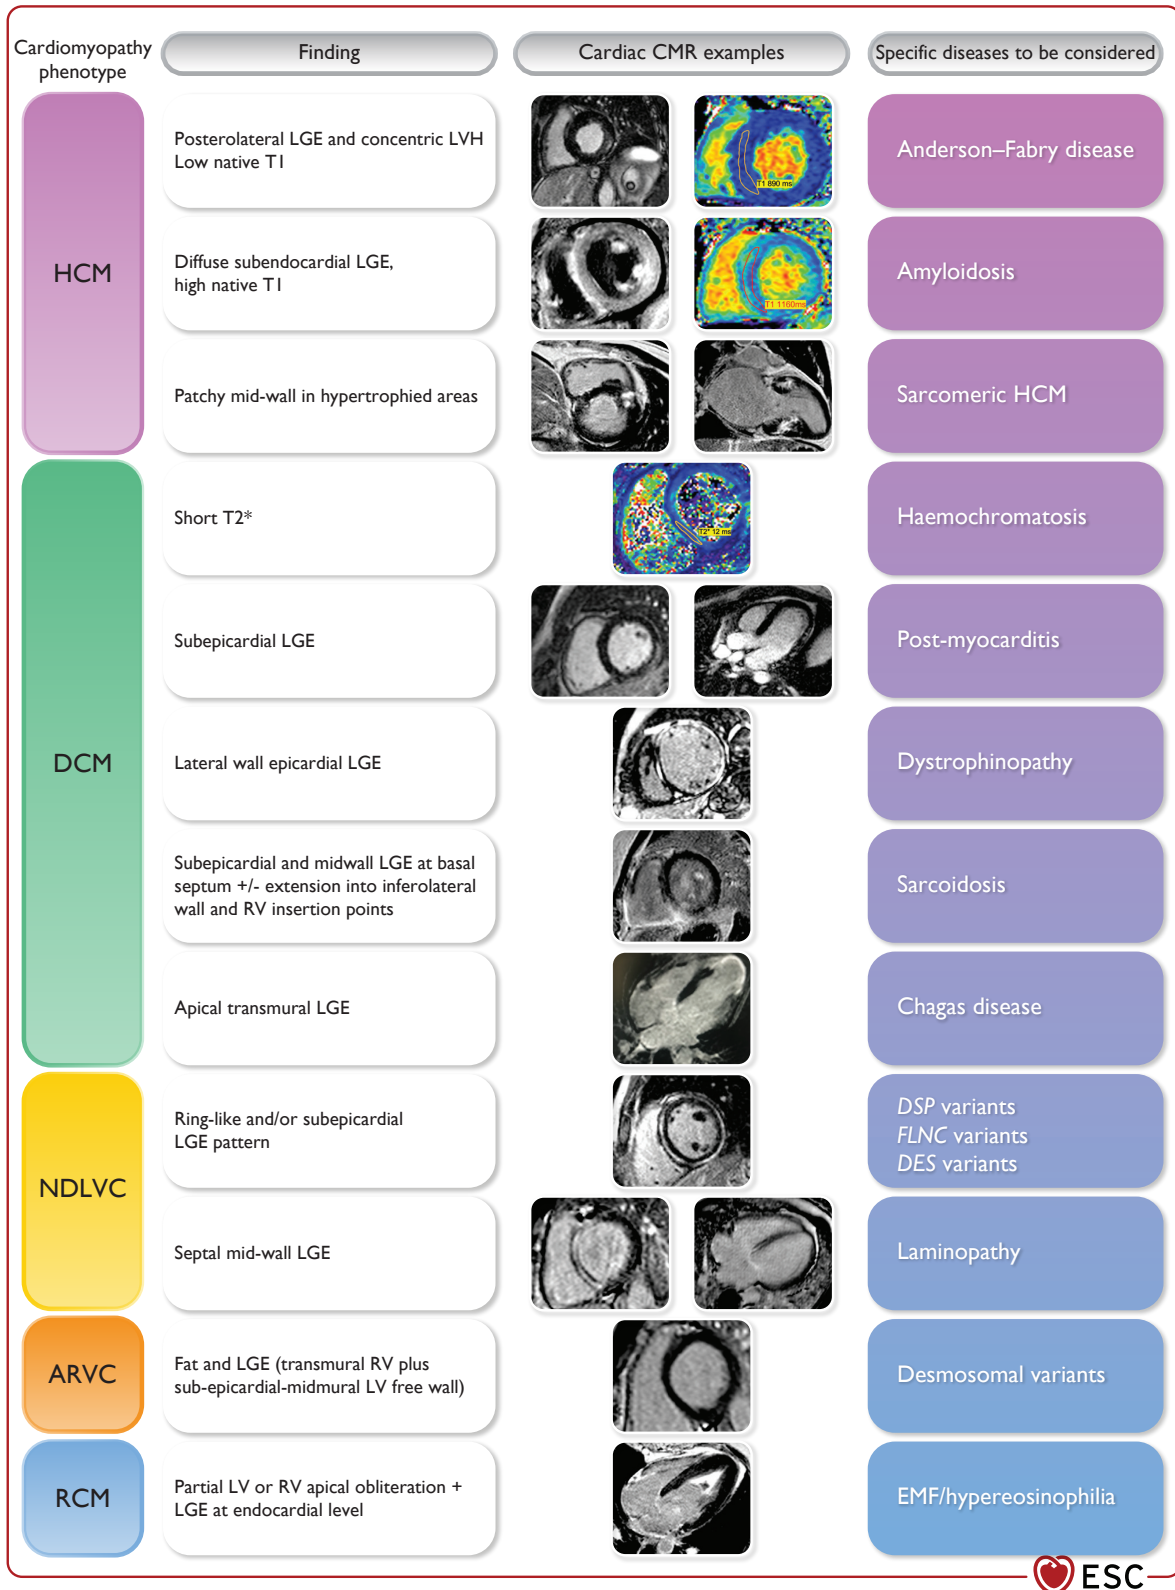 Cardiomyopathy
phenotype
Finding
Cardiac CMR examples
Specific diseases to be considered
HCM
Posterolateral LGE and concentric LVH
Low native T1
T1 890 ms
Anderson–Fabry disease
Diffuse subendocardial LGE,
high native T1
T1 1160ms
Amyloidosis
Patchy mid-wall in hypertrophied areas
Sarcomeric HCM
DCM
Short T2*
T2* 12 ms
Haemochromatosis
Subepicardial LGE
Post-myocarditis
Lateral wall epicardial LGE
Dystrophinopathy
Subepicardial and midwall LGE at basal
septum +/- extension into inferolateral
wall and RV insertion points
Sarcoidosis
Apical transmural LGE
Chagas disease
NDLVC
Ring-like and/or subepicardial
LGE pattern
DSP variants
FLNC variants
DES variants
Septal mid-wall LGE
Laminopathy
ARVC
Fat and LGE (transmural RV plus
sub-epicardial-midmural LV free wall)
Desmosomal variants
RCM
Partial LV or RV apical obliteration +
LGE at endocardial level
EMF/hypereosinophilia
ESC